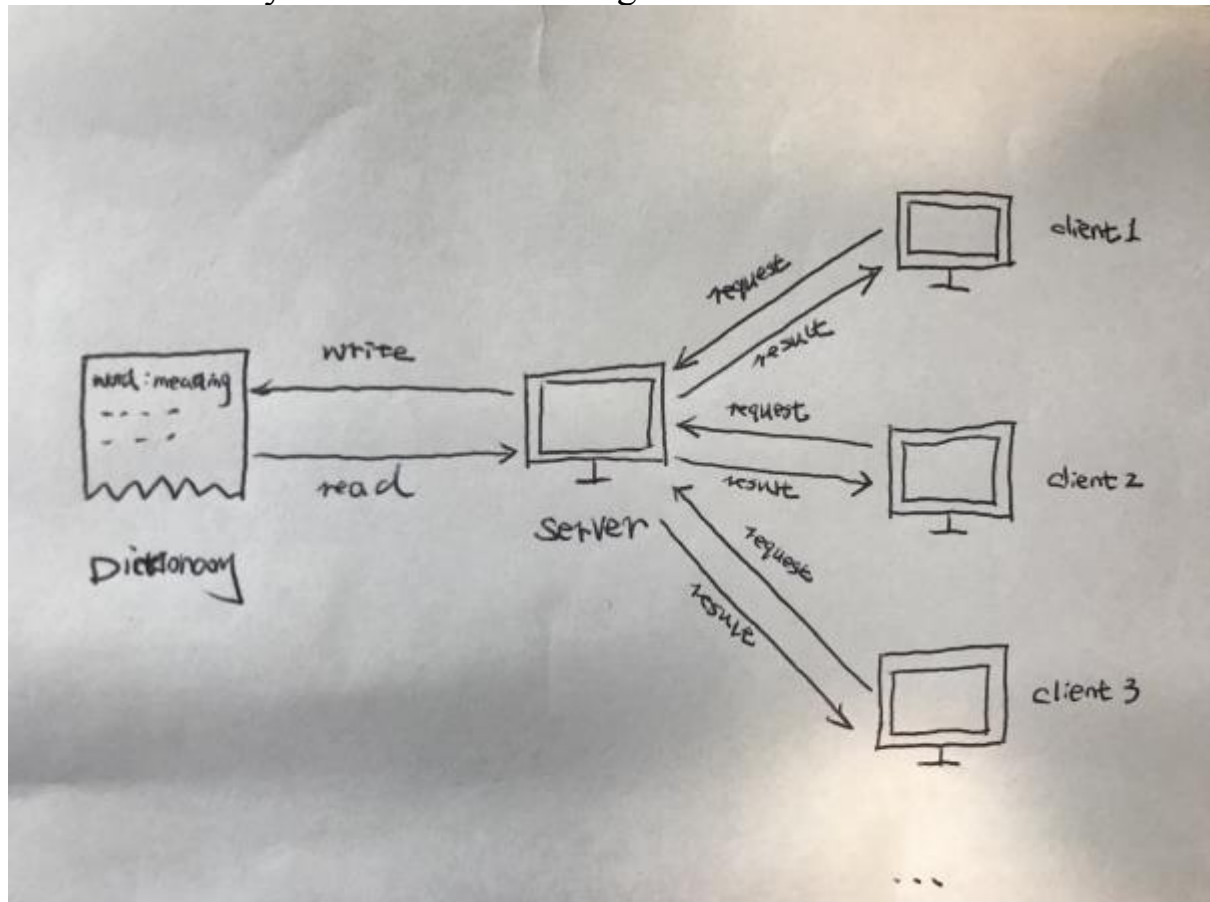 client 1
request
result
write
word : meaning
request
result
read
client 2
server
Dictionary
request
result
client 3
...